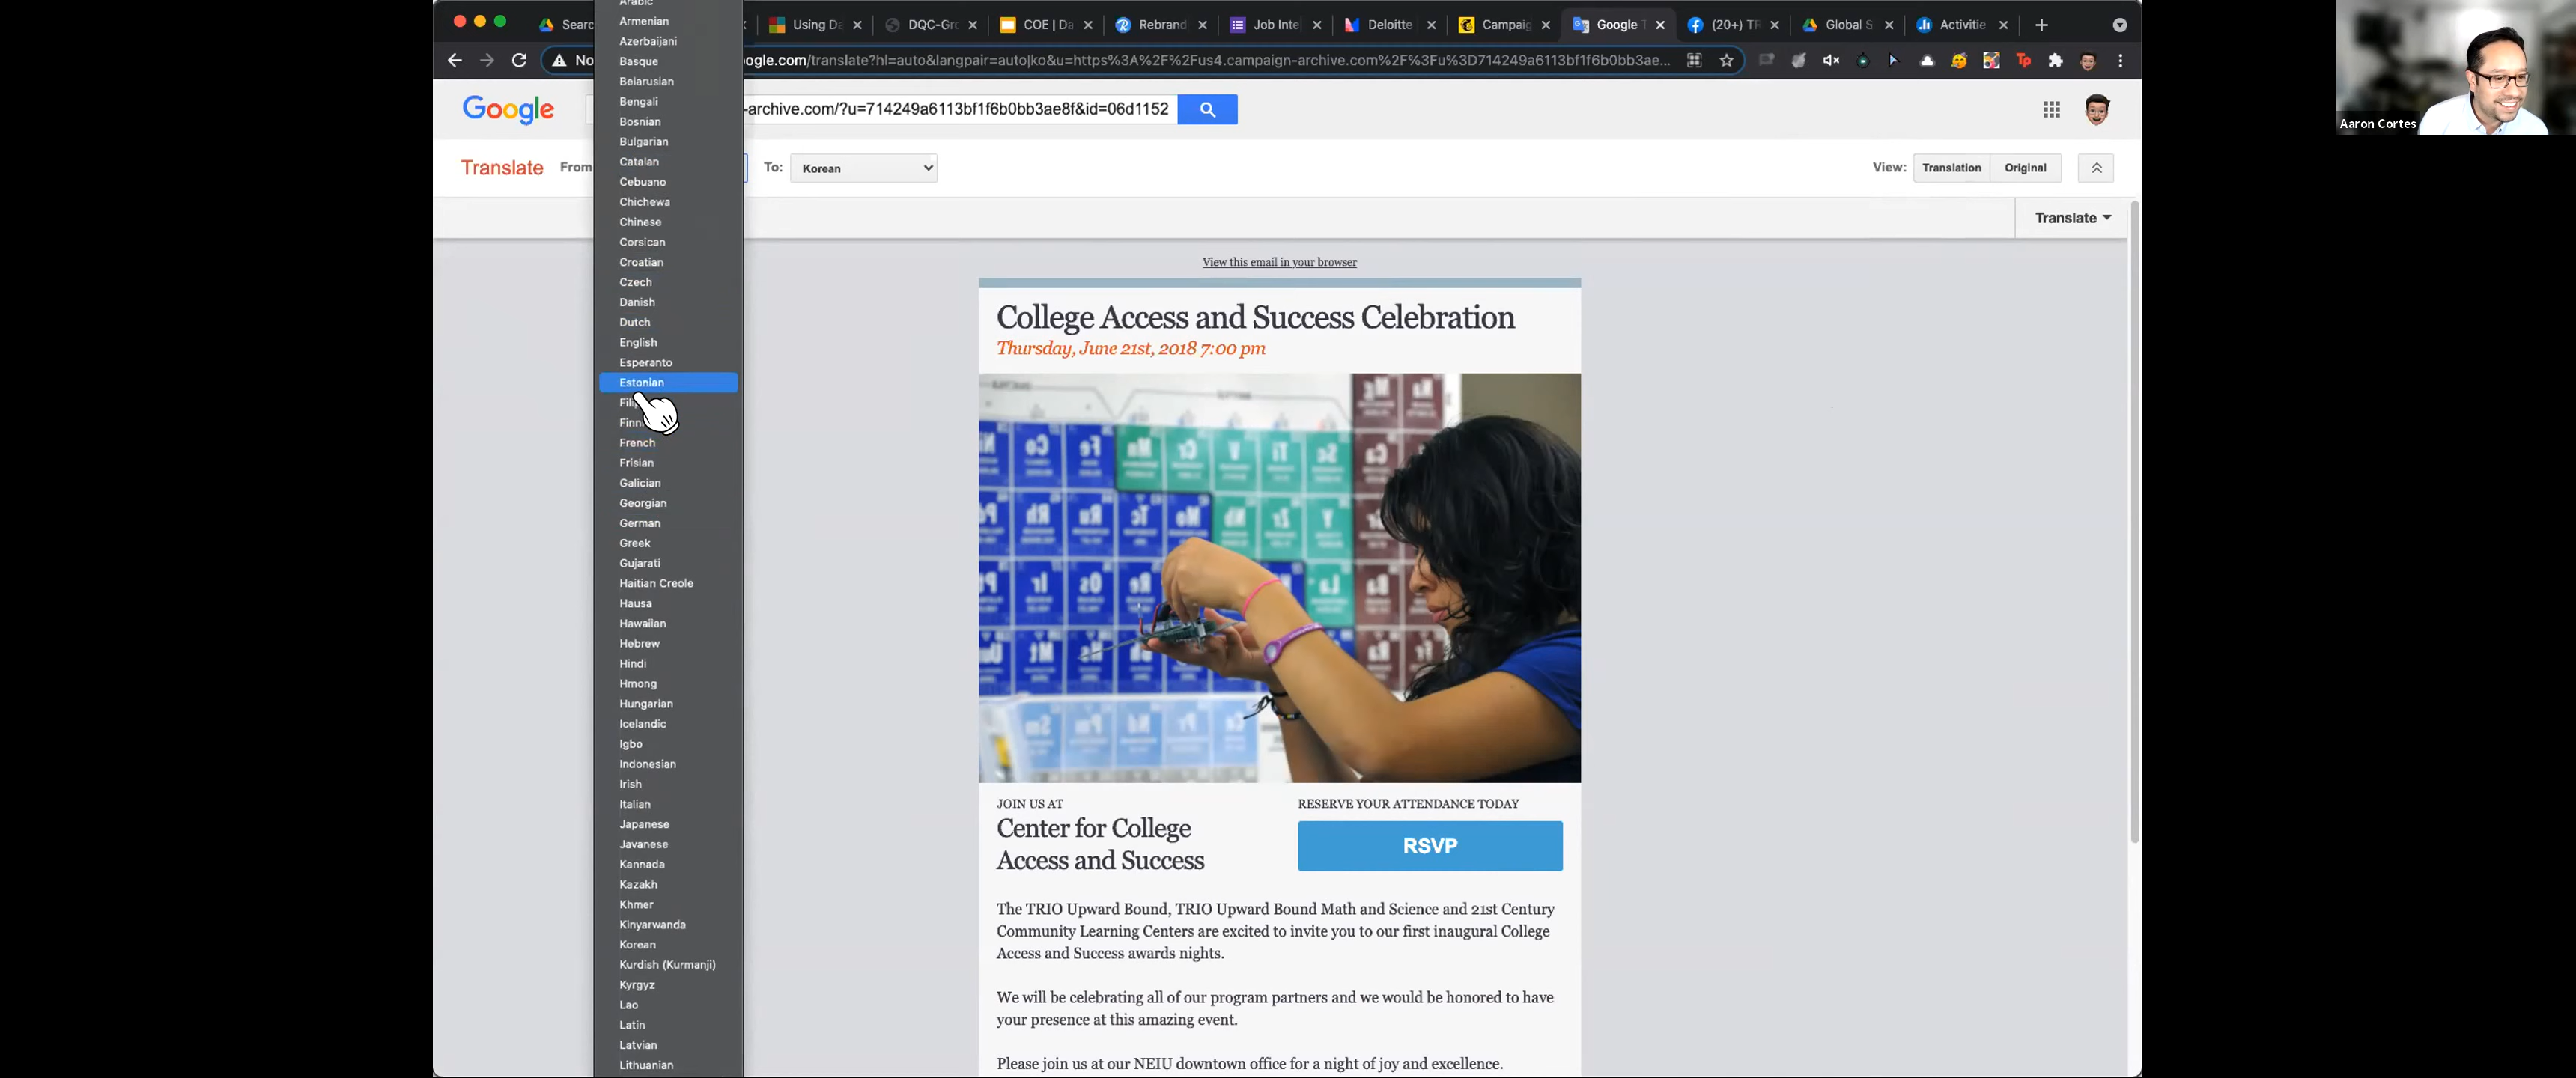 Searc
Using Da
DQC-Gro
COE | Da
Rebrand
Job Inte
Deloitte
Campaig
Google T
(20+) TR
Global S
Activitie
No
ogle.com/translate?hl=auto&langpair=auto|ko&u=https%3A%2F%2Fus4.campaign-archive.com%2F%3Fu%3D714249a6113bf1f6b0bb3ae...
Google
-archive.com/?u=714249a6113bf1f6b0bb3ae8f&id=06d1152
Translate From
To: Korean
View: Translation Original
Translate
Arabic
Armenian
Azerbaijani
Basque
Belarusian
Bengali
Bosnian
Bulgarian
Catalan
Cebuano
Chichewa
Chinese
Corsican
Croatian
Czech
Danish
Dutch
English
Esperanto
Estonian
Fili
Finni
French
Frisian
Galician
Georgian
German
Greek
Gujarati
Haitian Creole
Hausa
Hawaiian
Hebrew
Hindi
Hmong
Hungarian
Icelandic
Igbo
Indonesian
Irish
Italian
Japanese
Javanese
Kannada
Kazakh
Khmer
Kinyarwanda
Korean
Kurdish (Kurmanji)
Kyrgyz
Lao
Latin
Latvian
Lithuanian
View this email in your browser
College Access and Success Celebration
Thursday, June 21st, 2018 7:00 pm
JOIN US AT
Center for College
Access and Success
RESERVE YOUR ATTENDANCE TODAY
RSVP
The TRIO Upward Bound, TRIO Upward Bound Math and Science and 21st Century
Community Learning Centers are excited to invite you to our first inaugural College
Access and Success awards nights.
We will be celebrating all of our program partners and we would be honored to have
your presence at this amazing event.
Please join us at our NEIU downtown office for a night of joy and excellence.
Aaron Cortes